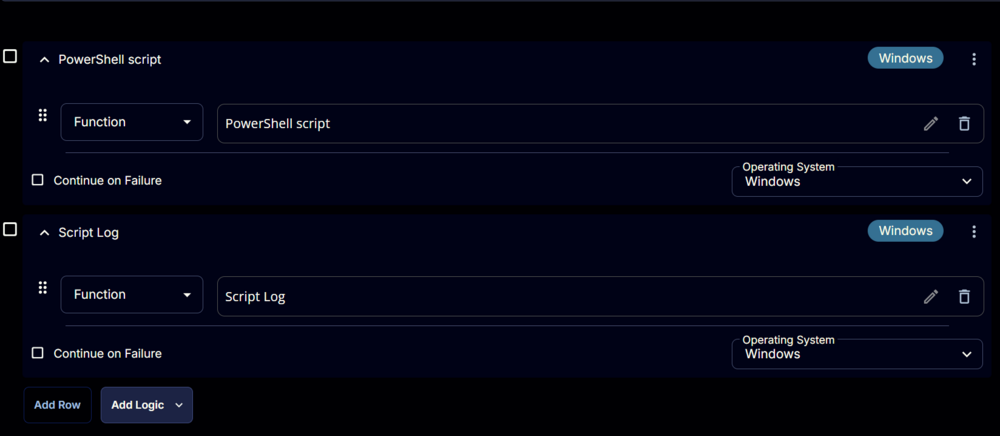 PowerShell script Windows
Function PowerShell script
Continue on Failure Operating System Windows
Script Log Windows
Function Script Log
Continue on Failure Operating System Windows
Add Row Add Logic